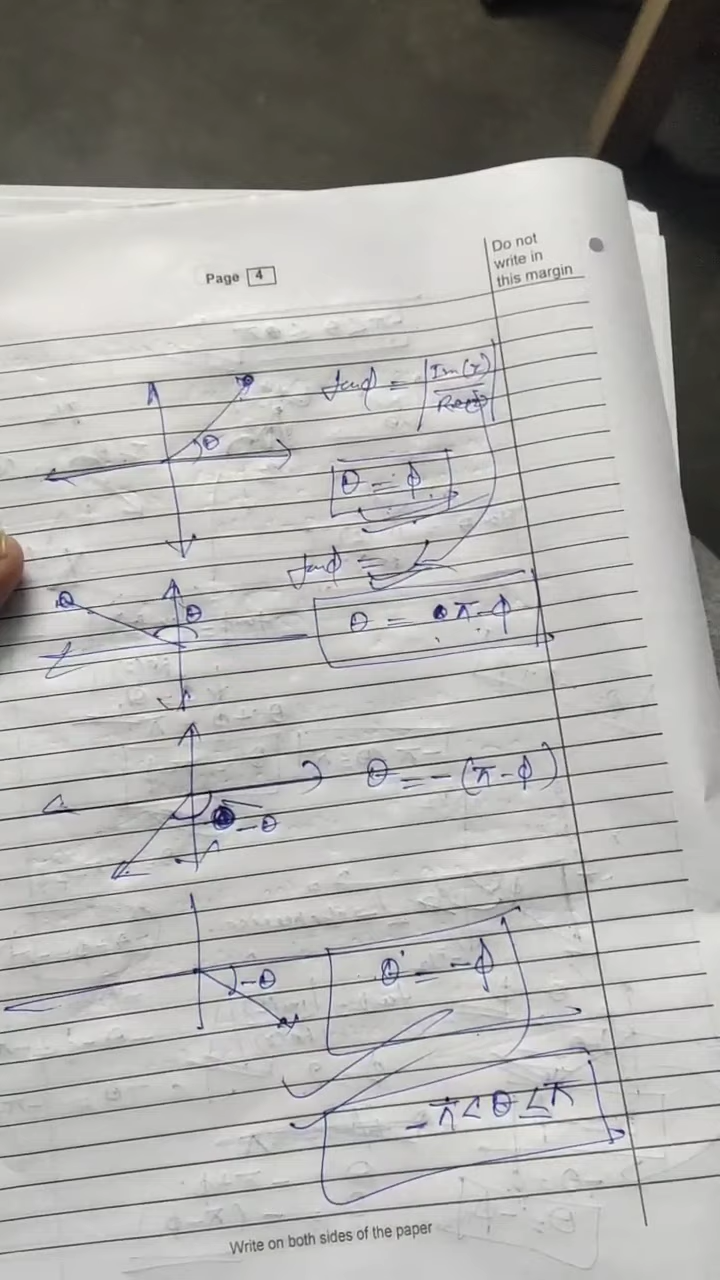 Page 4
Do not
write in
this margin
tanϕ = |Im(z)/Re(z)|
θ
θ = ϕ
tanϕ =
θ
θ = π-ϕ
θ = -(π-ϕ)
-θ
-θ
θ = -ϕ
-π < θ ≤ π
Write on both sides of the paper